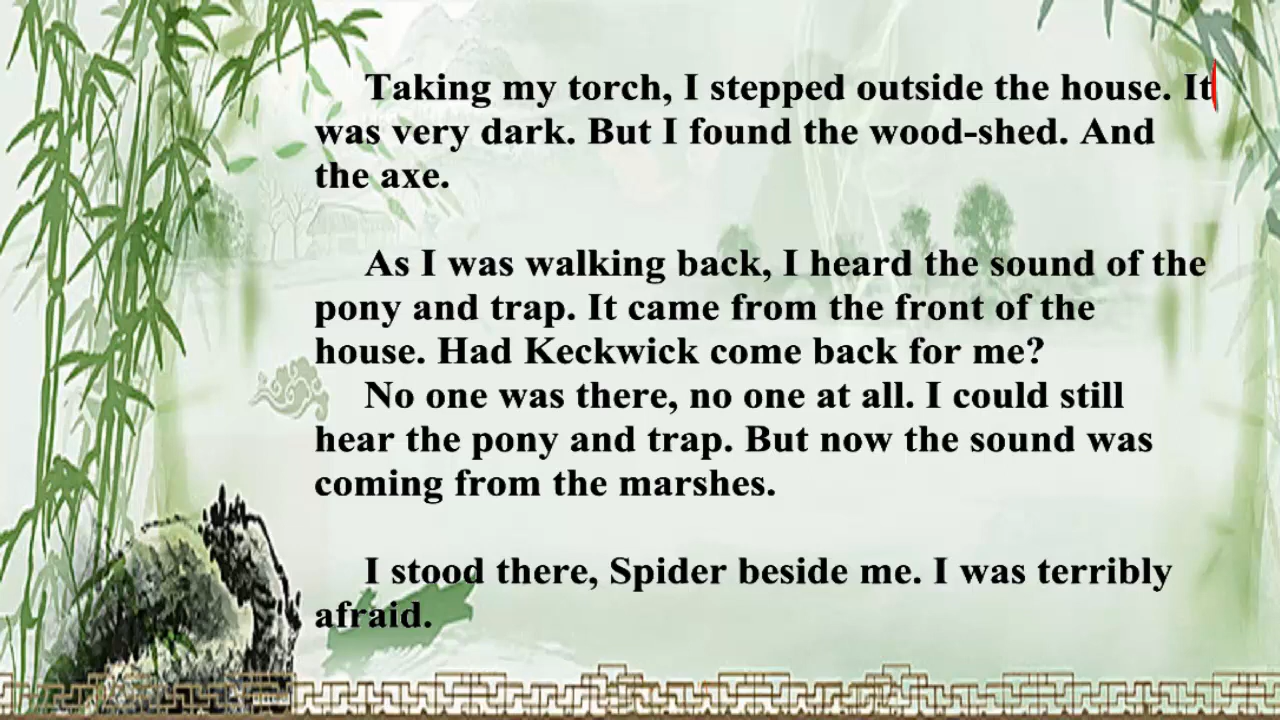 Taking my torch, I stepped outside the house. It
was very dark. But I found the wood-shed. And
the axe.
As I was walking back, I heard the sound of the
pony and trap. It came from the front of the
house. Had Keckwick come back for me?
No one was there, no one at all. I could still
hear the pony and trap. But now the sound was
coming from the marshes.
I stood there, Spider beside me. I was terribly
afraid.